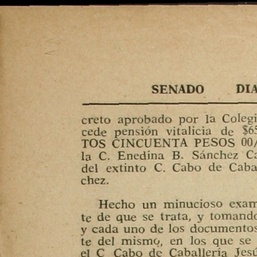 SENADO DIA
creto aprobado por la Colegi
cede pensión vitalicia de $65
TOS CINCUENTA PESOS 00/
la C. Enedina B. Sánchez Ca
del extinto C. Cabo de Caba
chez.
Hecho un minucioso exam
te de que se trata, y tomando
y cada uno de los documentos
te del mismo, en los que se
el C Cabo de Caballería Jesú